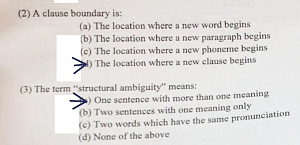 (2) A clause boundary is:
(a) The location where a new word begins
(b) The location where a new paragraph begins
(c) The location where a new phoneme begins
) The location where a new clause begins
(3) The term "structural ambiguity" means:
) One sentence with more than one meaning
(b) Two sentences with one meaning only
(c) Two words which have the same pronunciation
(d) None of the above